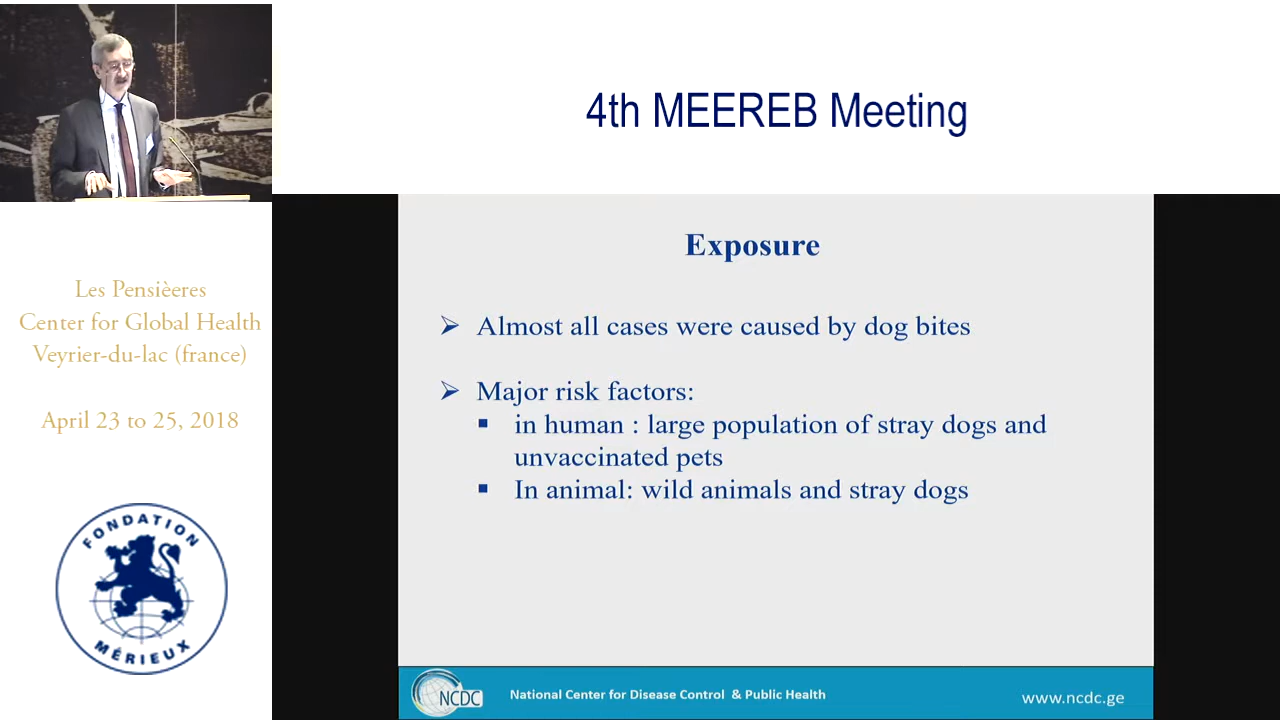 4th MEEREB Meeting
Les Pensièeres
Center for Global Health
Veyrier-du-lac (france)
April 23 to 25, 2018
FONDATION
MÉRIEUX
Exposure
➢ Almost all cases were caused by dog bites
➢ Major risk factors:
▪ in human : large population of stray dogs and
unvaccinated pets
▪ In animal: wild animals and stray dogs
NCDC
National Center for Disease Control & Public Health
www.ncdc.ge